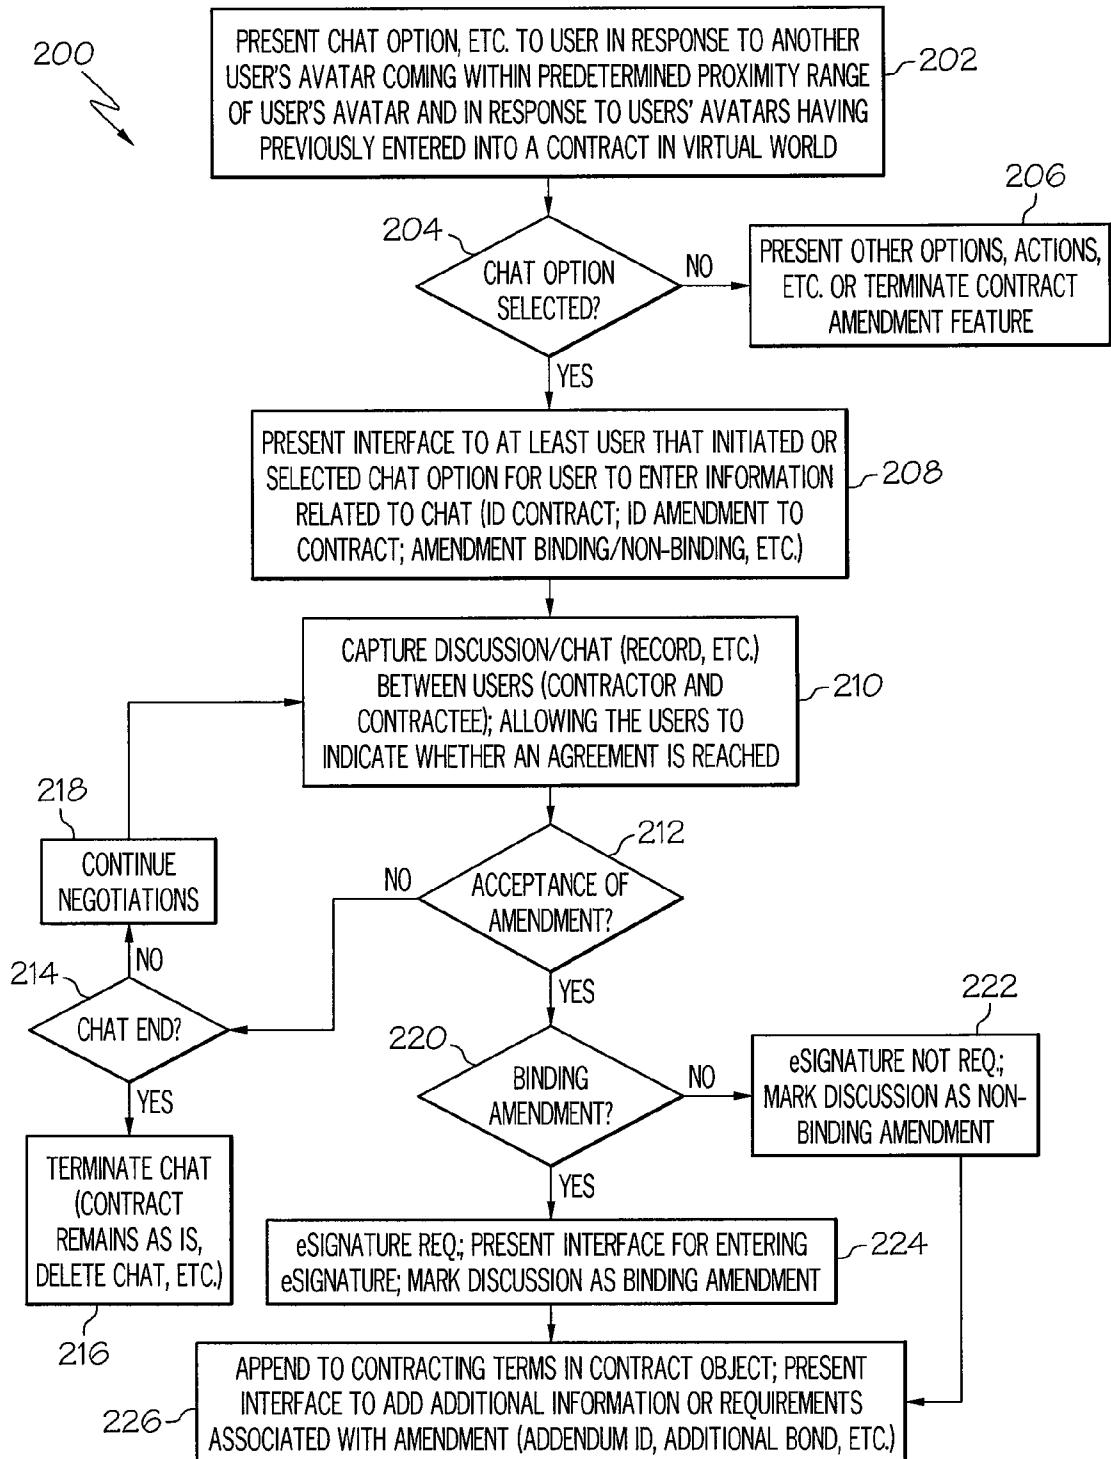 200
PRESENT CHAT OPTION, ETC. TO USER IN RESPONSE TO ANOTHER
USER'S AVATAR COMING WITHIN PREDETERMINED PROXIMITY RANGE
OF USER'S AVATAR AND IN RESPONSE TO USERS' AVATARS HAVING
PREVIOUSLY ENTERED INTO A CONTRACT IN VIRTUAL WORLD
202
204
CHAT OPTION
SELECTED?
NO
YES
206
PRESENT OTHER OPTIONS, ACTIONS,
ETC. OR TERMINATE CONTRACT
AMENDMENT FEATURE
PRESENT INTERFACE TO AT LEAST USER THAT INITIATED OR
SELECTED CHAT OPTION FOR USER TO ENTER INFORMATION
RELATED TO CHAT (ID CONTRACT; ID AMENDMENT TO
CONTRACT; AMENDMENT BINDING/NON-BINDING, ETC.)
208
CAPTURE DISCUSSION/CHAT (RECORD, ETC.)
BETWEEN USERS (CONTRACTOR AND
CONTRACTEE); ALLOWING THE USERS TO
INDICATE WHETHER AN AGREEMENT IS REACHED
210
212
ACCEPTANCE OF
AMENDMENT?
NO
YES
218
CONTINUE
NEGOTIATIONS
NO
214
CHAT END?
YES
TERMINATE CHAT
(CONTRACT
REMAINS AS IS,
DELETE CHAT, ETC.)
216
220
BINDING
AMENDMENT?
NO
YES
222
eSIGNATURE NOT REQ.;
MARK DISCUSSION AS NON-
BINDING AMENDMENT
eSIGNATURE REQ.; PRESENT INTERFACE FOR ENTERING
eSIGNATURE; MARK DISCUSSION AS BINDING AMENDMENT
224
APPEND TO CONTRACTING TERMS IN CONTRACT OBJECT; PRESENT
INTERFACE TO ADD ADDITIONAL INFORMATION OR REQUIREMENTS
ASSOCIATED WITH AMENDMENT (ADDENDUM ID, ADDITIONAL BOND, ETC.)
226